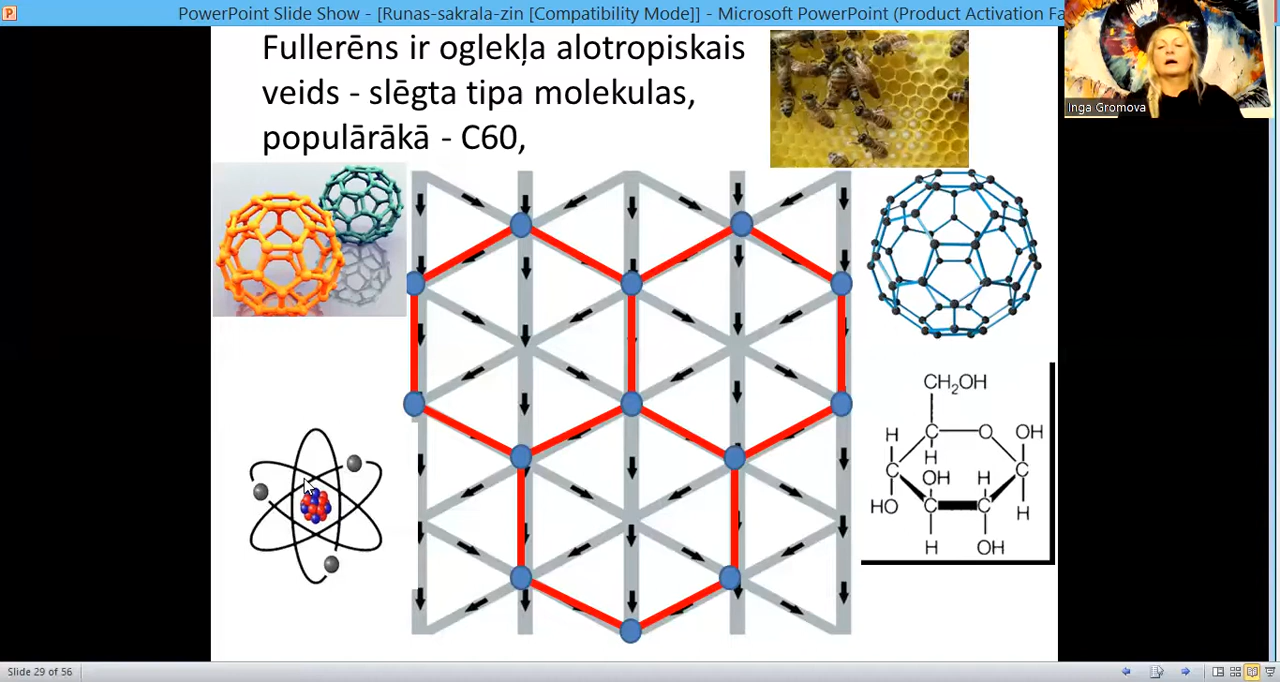 PowerPoint Slide Show - [Runas-sakrala-zin [Compatibility Mode]] - Microsoft PowerPoint (Product Activation Fa
Inga Gromova
Fullerēns ir oglekļa alotropiskais
veids - slēgta tipa molekulas,
populārākā - C60,
CH2OH
H
C
O
OH
H
C
OH
H
C
HO
C
C
H
H
OH
Slide 29 of 56